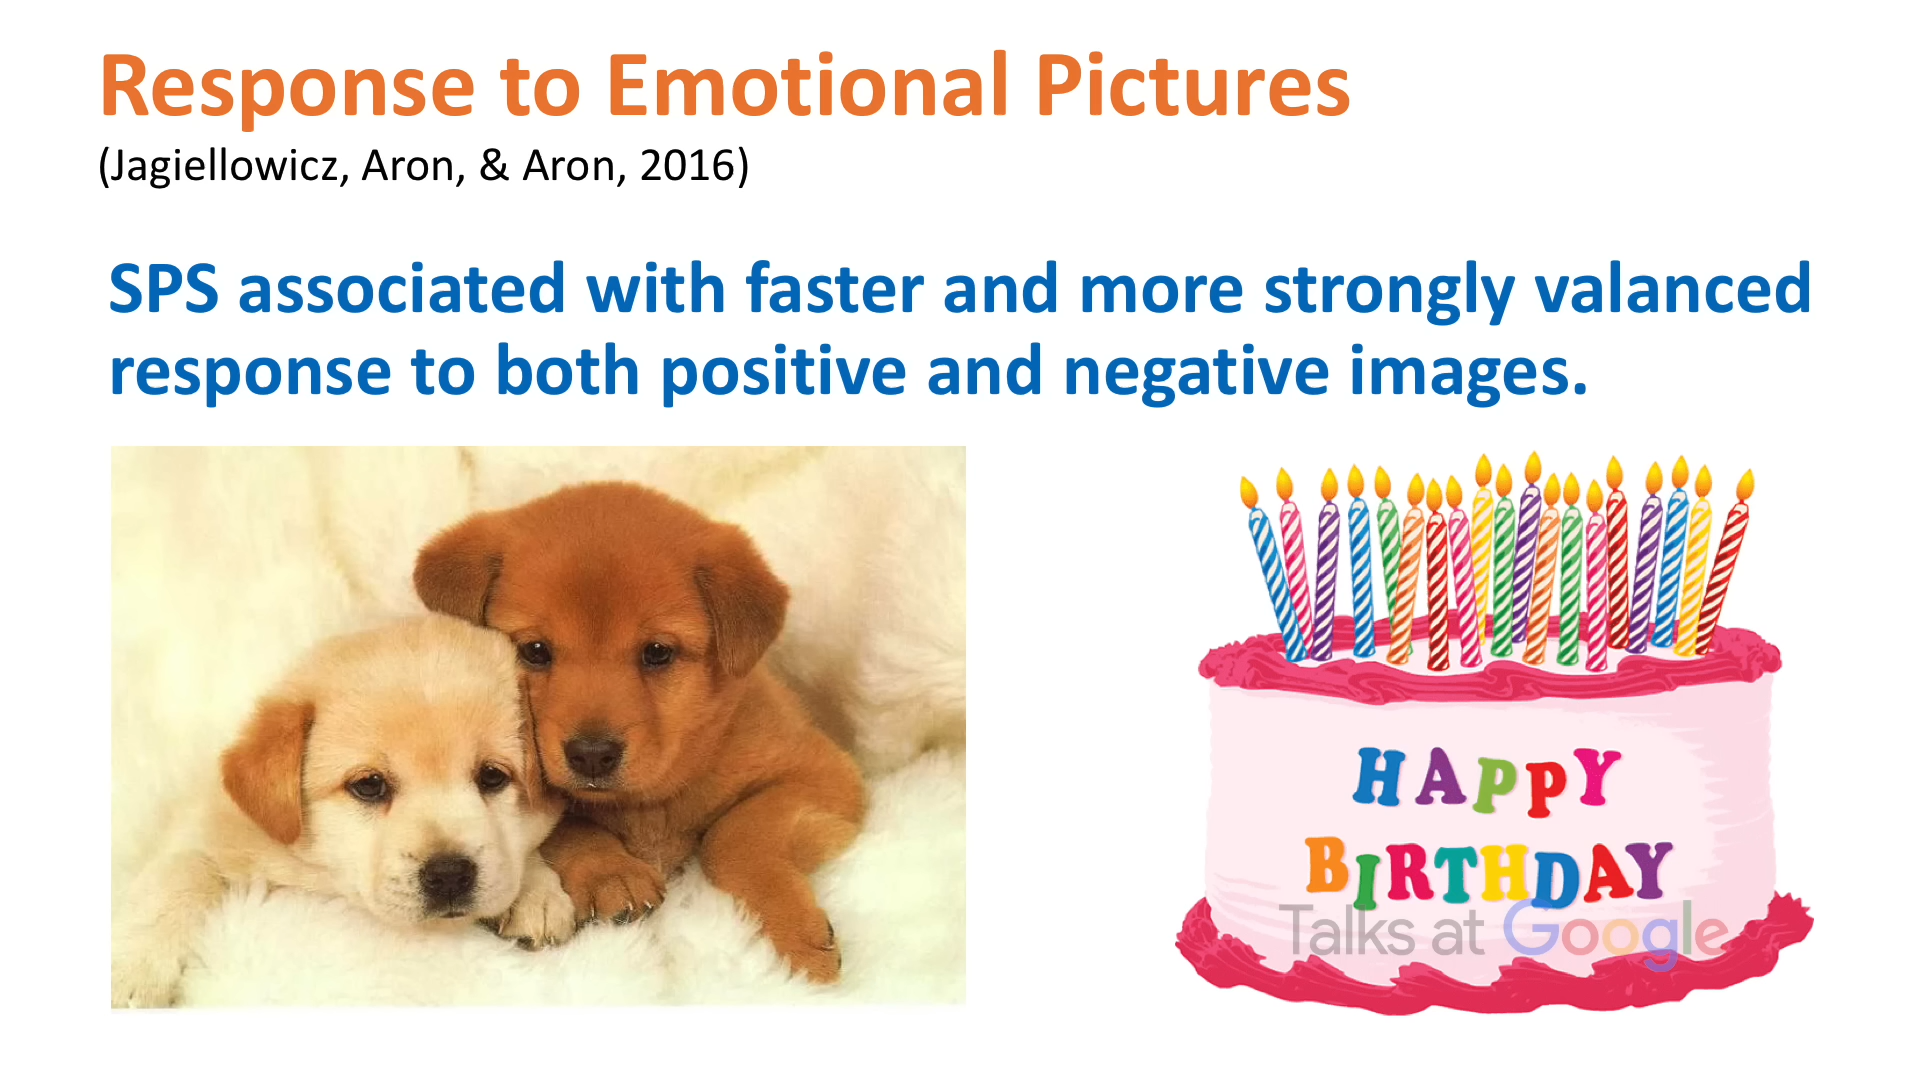 Response to Emotional Pictures
(Jagiellowicz, Aron, & Aron, 2016)
SPS associated with faster and more strongly valanced
response to both positive and negative images.
HAPPY
BIRTHDAY
Talks at Google